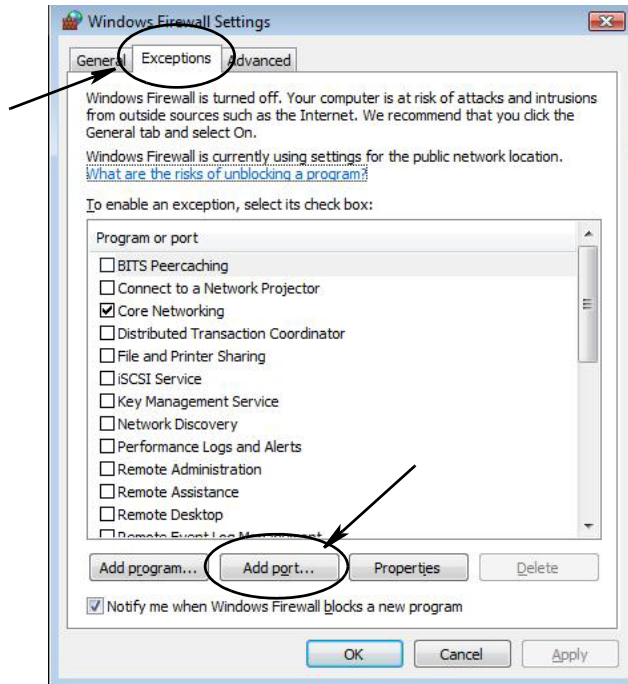 Windows Firewall Settings
General Exceptions Advanced
Windows Firewall is turned off. Your computer is at risk of attacks and intrusions
from outside sources such as the Internet. We recommend that you click the
General tab and select On.
Windows Firewall is currently using settings for the public network location.
What are the risks of unblocking a program?
To enable an exception, select its check box:
Program or port
BITS Peercaching
Connect to a Network Projector
Core Networking
Distributed Transaction Coordinator
File and Printer Sharing
iSCSI Service
Key Management Service
Network Discovery
Performance Logs and Alerts
Remote Administration
Remote Assistance
Remote Desktop
Remote Event Log Management
Add program... Add port... Properties Delete
Notify me when Windows Firewall blocks a new program
OK Cancel Apply